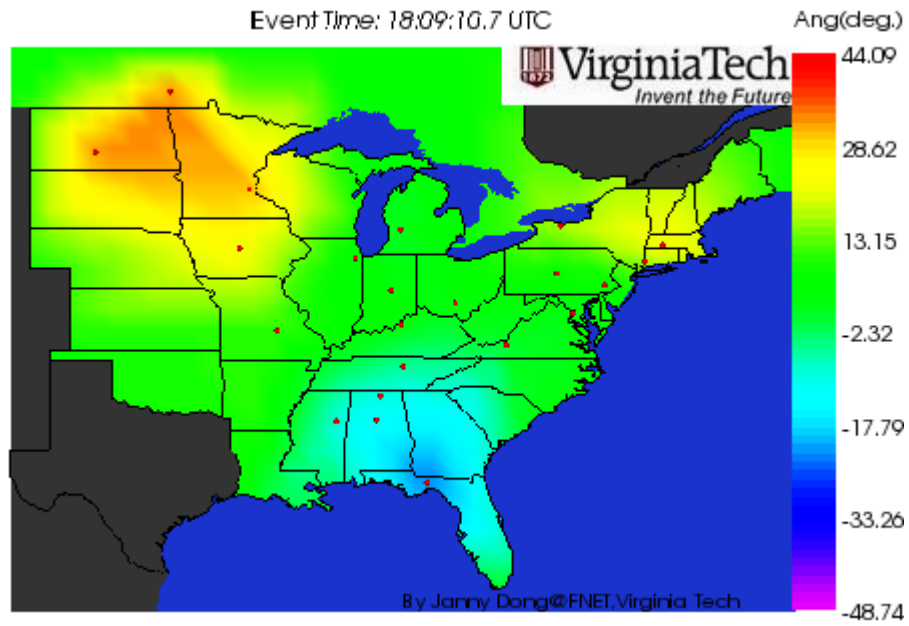 Event Time: 18:09:10.7 UTC
Ang(deg.)
VirginiaTech
1872
Invent the Future
44.09
28.62
13.15
-2.32
-17.79
-33.26
-48.74
By Janny Dong@FNET,Virginia Tech